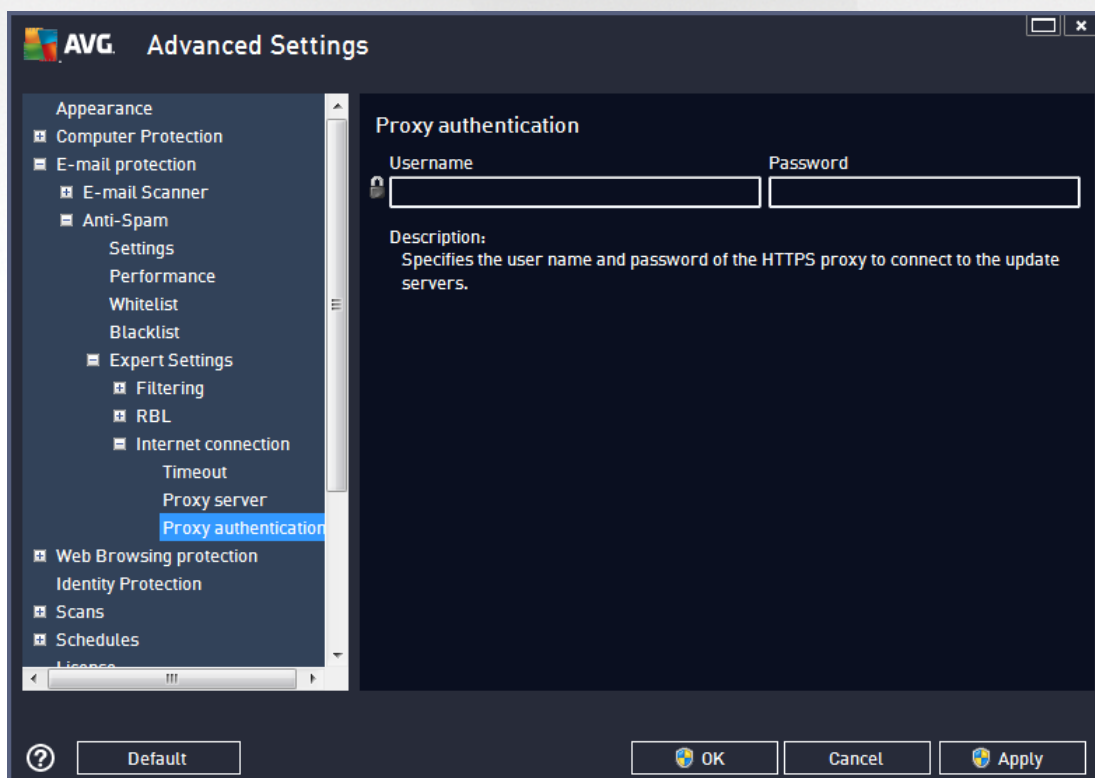 AVG. Advanced Settings
Appearance
Computer Protection
E-mail protection
E-mail Scanner
Anti-Spam
Settings
Performance
Whitelist
Blacklist
Expert Settings
Filtering
RBL
Internet connection
Timeout
Proxy server
Proxy authentication
Web Browsing protection
Identity Protection
Scans
Schedules
License
Proxy authentication
Username Password
Description:
Specifies the user name and password of the HTTPS proxy to connect to the update
servers.
Default OK Cancel Apply